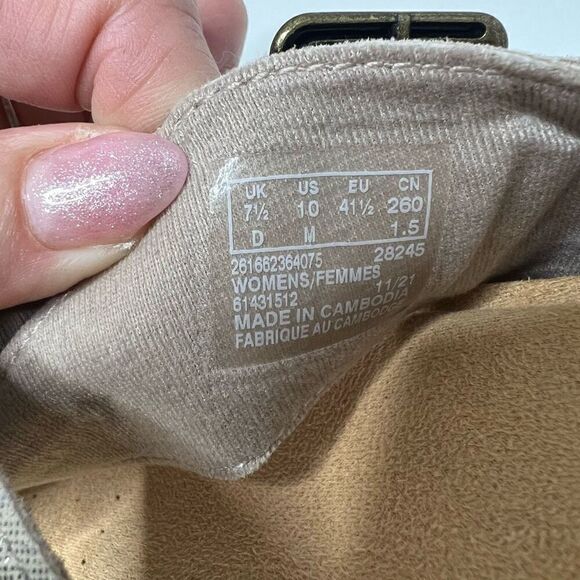 UK US EU CN
7½ 10 41½ 260
D M 1.5
261662364075 28245
WOMENS/FEMMES
61431512 11/21
MADE IN CAMBODIA
FABRIQUE AU